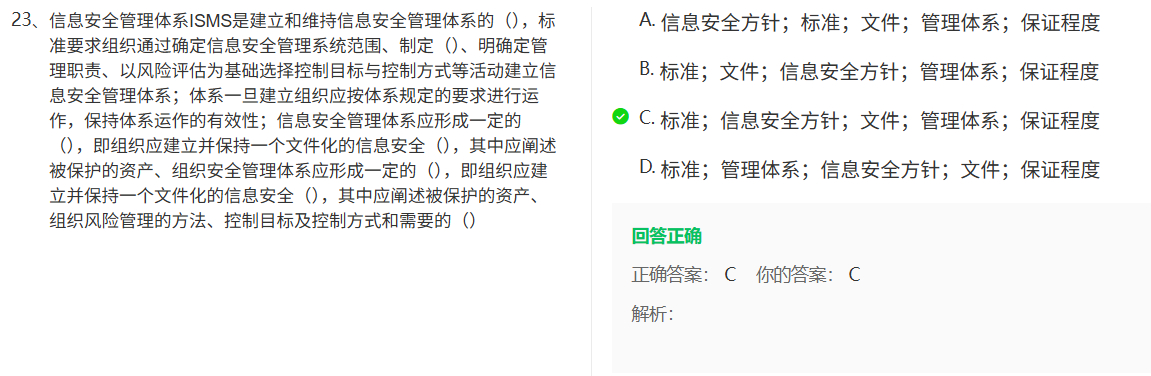 23、信息安全管理体系ISMS是建立和维持信息安全管理体系的（），标
准要求组织通过确定信息安全管理系统范围、制定（）、明确定管
理职责、以风险评估为基础选择控制目标与控制方式等活动建立信
息安全管理体系；体系一旦建立组织应按体系规定的要求进行运
作，保持体系运作的有效性；信息安全管理体系应形成一定的
（），即组织应建立并保持一个文件化的信息安全（），其中应阐述
被保护的资产、组织安全管理体系应形成一定的（），即组织应建
立并保持一个文件化的信息安全（），其中应阐述被保护的资产、
组织风险管理的方法、控制目标及控制方式和需要的（）
A. 信息安全方针；标准；文件；管理体系；保证程度
B. 标准；文件；信息安全方针；管理体系；保证程度
C. 标准；信息安全方针；文件；管理体系；保证程度
D. 标准；管理体系；信息安全方针；文件；保证程度
回答正确
正确答案： C 你的答案： C
解析：